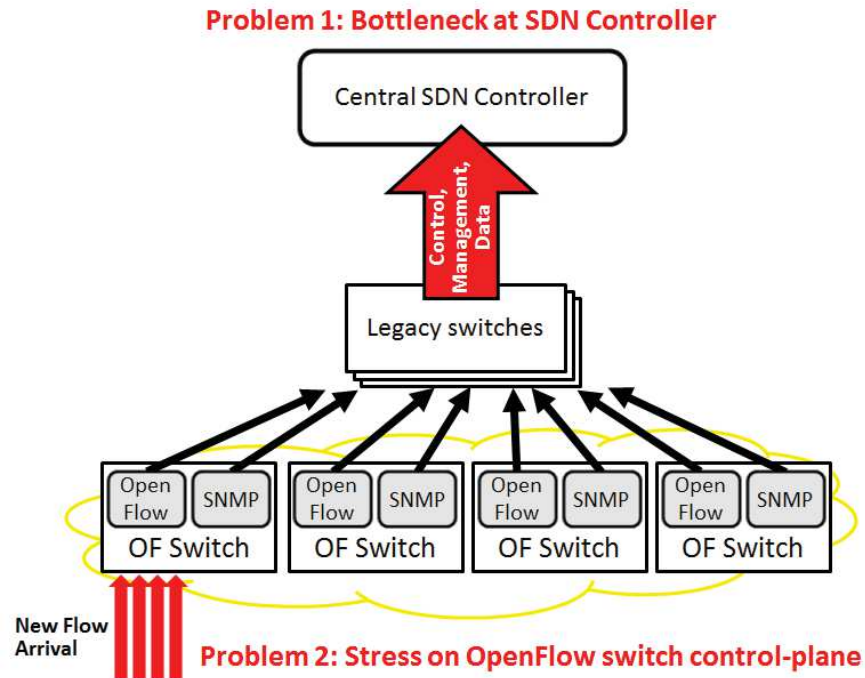 Problem 1: Bottleneck at SDN Controller
Central SDN Controller
Control,
Management,
Data
Legacy switches
Open
Flow
SNMP
OF Switch
Open
Flow
SNMP
OF Switch
Open
Flow
SNMP
OF Switch
Open
Flow
SNMP
OF Switch
New Flow
Arrival
Problem 2: Stress on OpenFlow switch control-plane